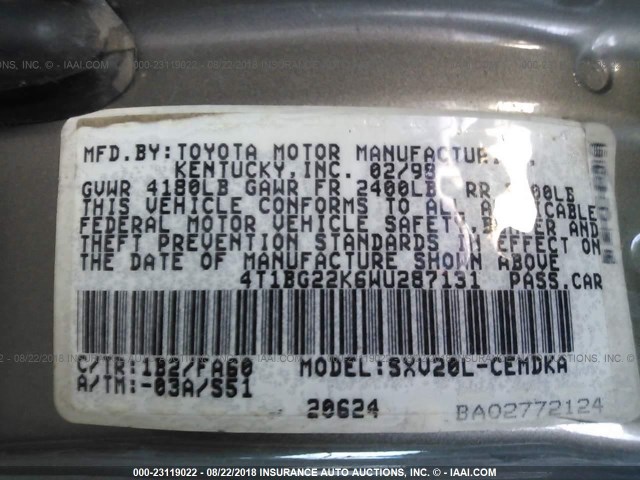 MFD.BY:TOYOTA MOTOR MANUFACTUR
KENTUCKY,INC. 02/98
GVWR 4180LB GAWR FR 2400LB RR
THIS VEHICLE CONFORMS TO ALL
FEDERAL MOTOR VEHICLE SAFETY, AND
THEFT PREVENTION STANDARDS IN EFFECT ON
THE DATE OF MANUFACTURE SHOWN ABOVE
4T1BG22K6WU287131 PASS.CAR
C/TR:1B2/FA60 MODEL:SXV20L-CEMDKA
A/TM:-03A/S51
20624 BA02772124
000-23119022 - 08/22/2018 INSURANCE AUTO AUCTIONS, INC. - © IAAI.COM